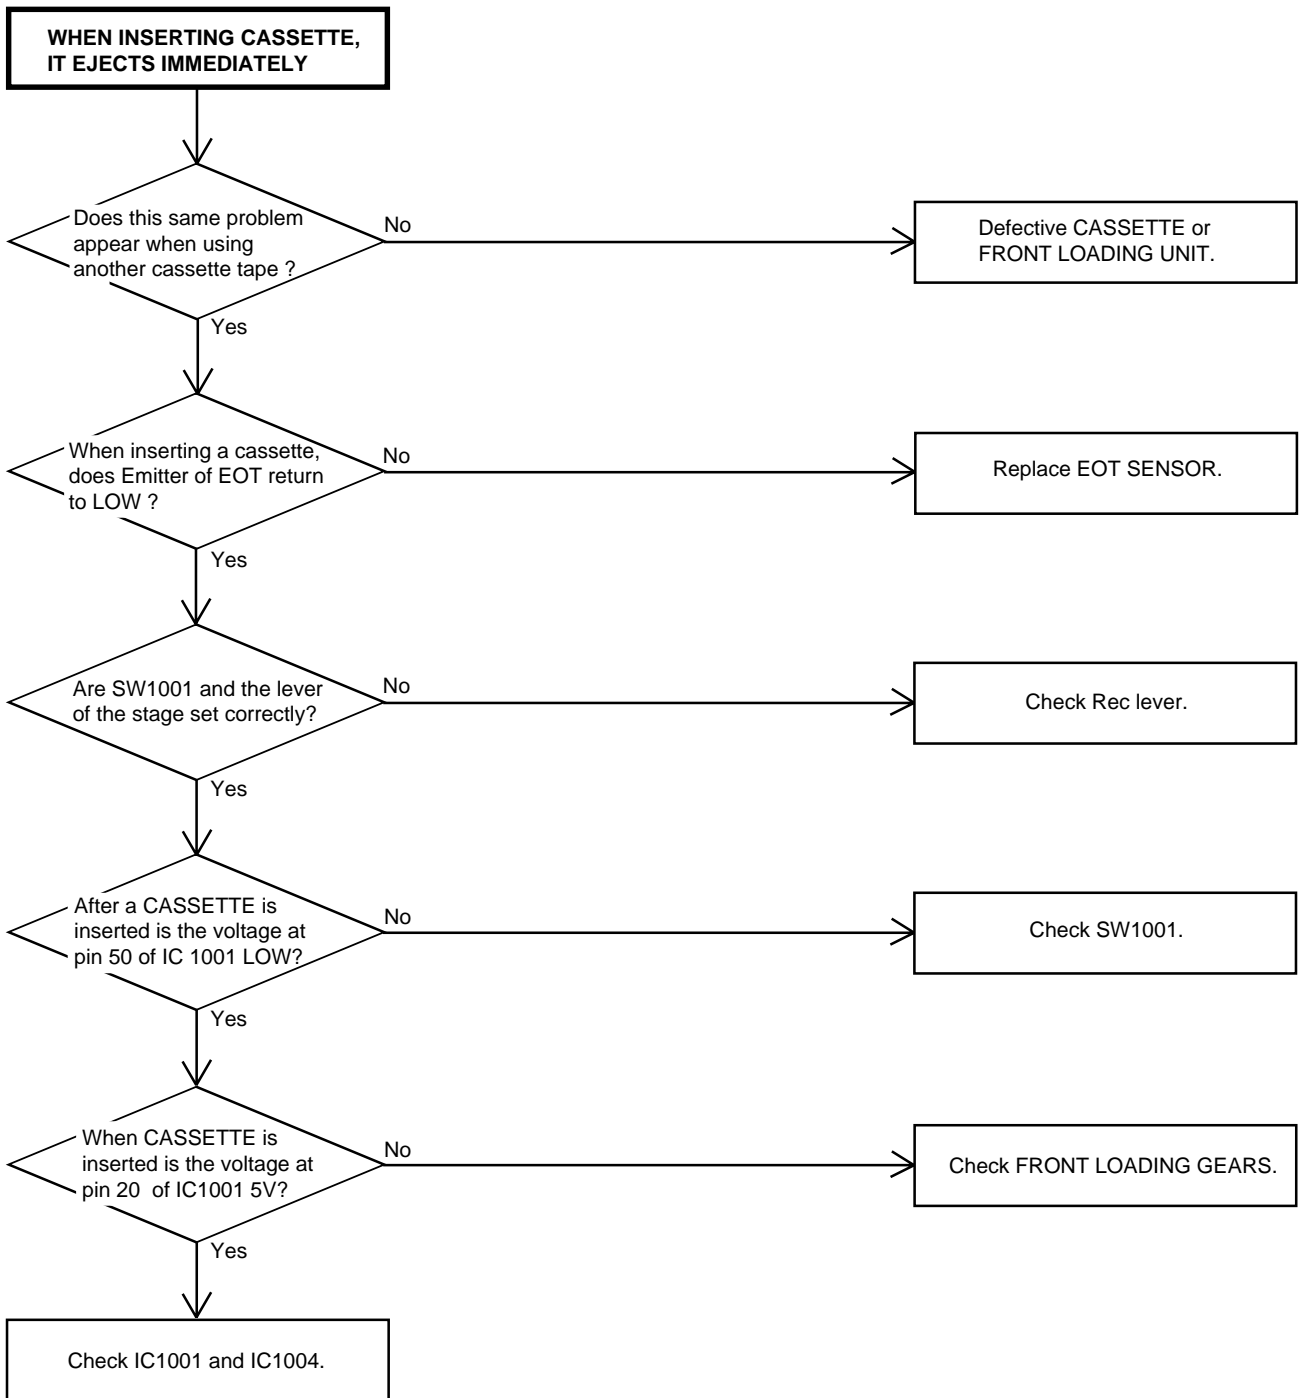 WHEN INSERTING CASSETTE,
IT EJECTS IMMEDIATELY
Does this same problem
appear when using
another cassette tape ?
No
Defective CASSETTE or
FRONT LOADING UNIT.
Yes
When inserting a cassette,
does Emitter of EOT return
to LOW ?
No
Replace EOT SENSOR.
Yes
Are SW1001 and the lever
of the stage set correctly?
No
Check Rec lever.
Yes
After a CASSETTE is
inserted is the voltage at
pin 50 of IC 1001 LOW?
No
Check SW1001.
Yes
When CASSETTE is
inserted is the voltage at
pin 20  of IC1001 5V?
No
Check FRONT LOADING GEARS.
Yes
Check IC1001 and IC1004.